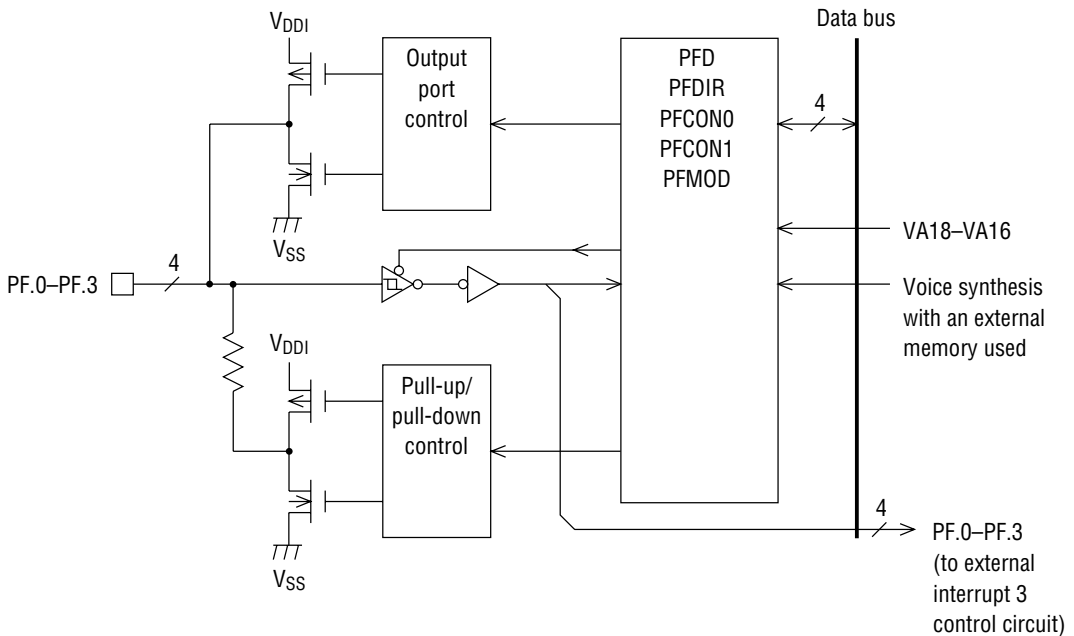 Data bus
VDDI
Output
port
control
PFD
PFDIR
PFCON0
PFCON1
PFMOD
4
VSS
VA18–VA16
PF.0–PF.3
4
Voice synthesis
with an external
memory used
VDDI
Pull-up/
pull-down
control
VSS
4
PF.0–PF.3
(to external
interrupt 3
control circuit)